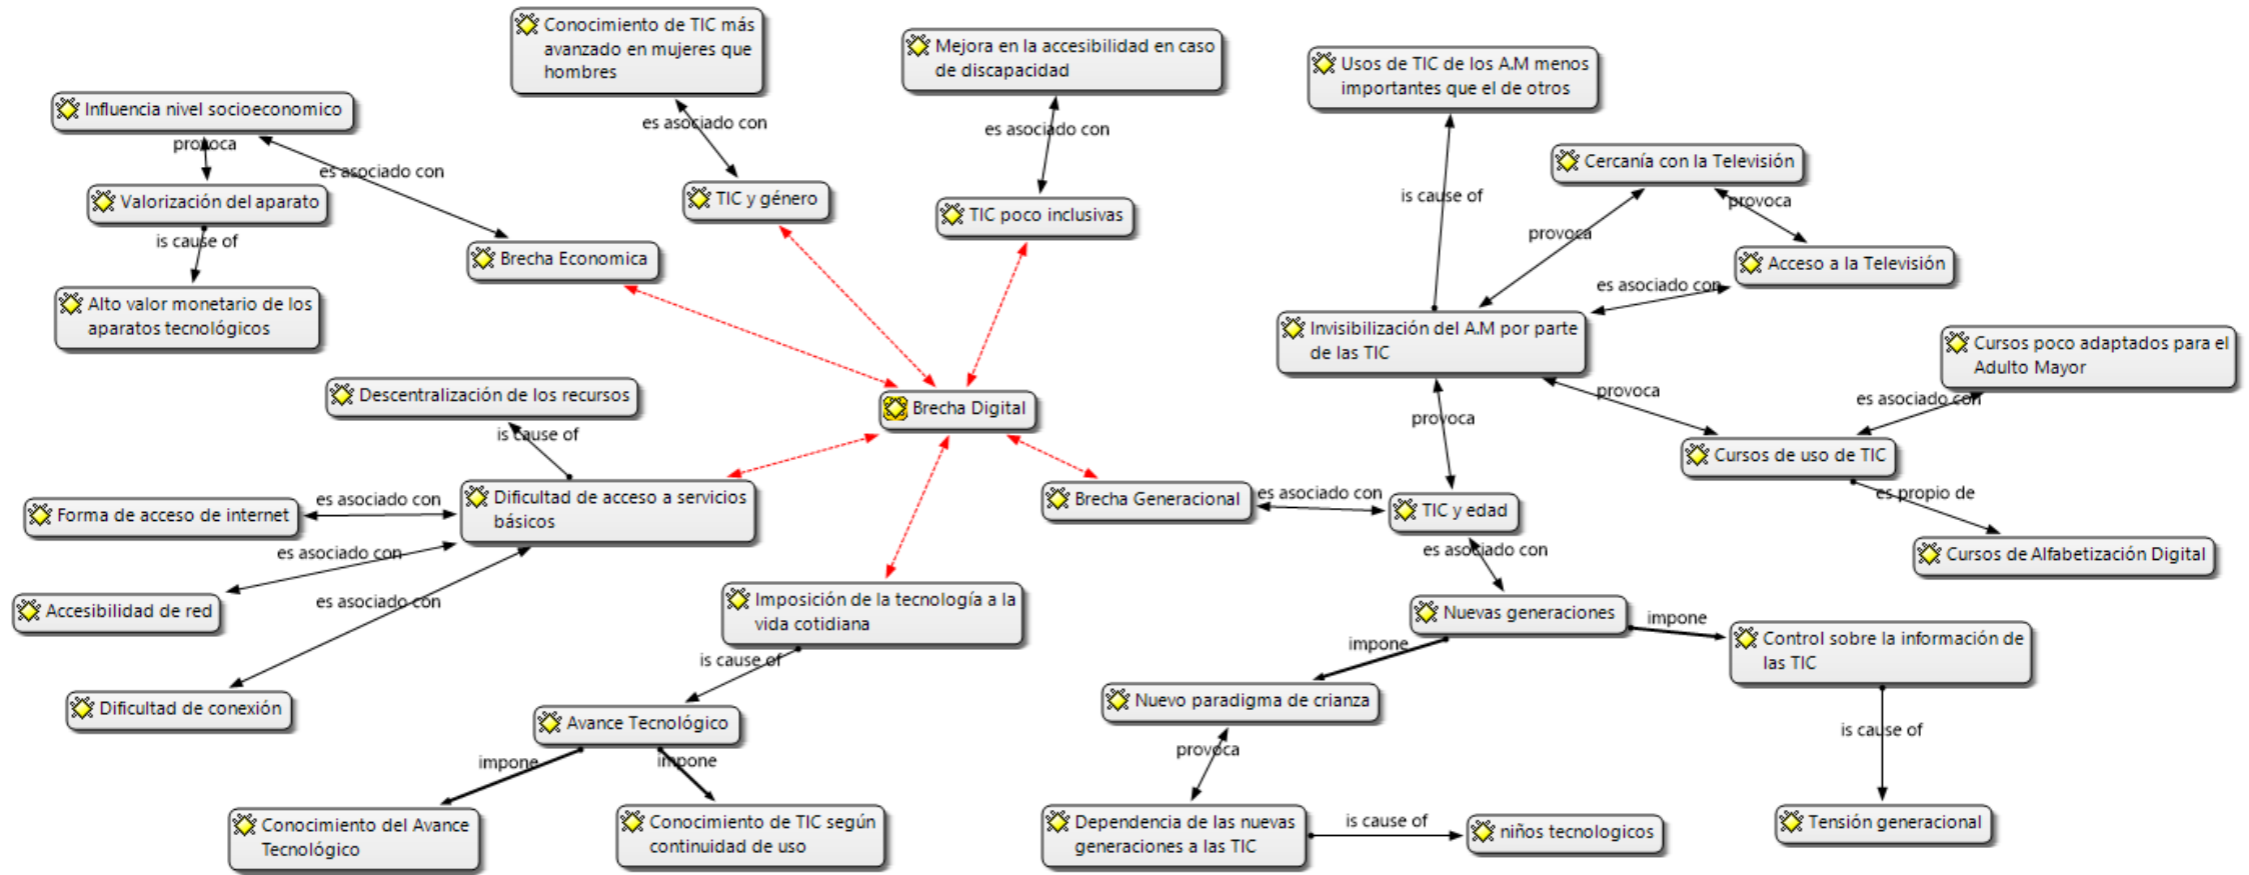 Conocimiento de TIC más
avanzado en mujeres que
hombres
Mejora en la accesibilidad en caso
de discapacidad
Usos de TIC de los A.M menos
importantes que el de otros
Influencia nivel socioeconomico
es asociado con
es asociado con
provoca
es asociado con
Cercanía con la Televisión
Valorización del aparato
TIC y género
TIC poco inclusivas
is cause of
provoca
is cause of
provoca
Brecha Economica
Acceso a la Televisión
es asociado con
Alto valor monetario de los
aparatos tecnológicos
Invisibilización del A.M por parte
de las TIC
Cursos poco adaptados para el
Adulto Mayor
Descentralización de los recursos
Brecha Digital
provoca
es asociado con
is cause of
provoca
Cursos de uso de TIC
Dificultad de acceso a servicios
básicos
es asociado con
Forma de acceso de internet
Brecha Generacional
es asociado con
TIC y edad
es propio de
es asociado con
es asociado con
Cursos de Alfabetización Digital
Accesibilidad de red
es asociado con
Imposición de la tecnología a la
vida cotidiana
Nuevas generaciones
impone
impone
Control sobre la información de
las TIC
is cause of
Dificultad de conexión
Nuevo paradigma de crianza
Avance Tecnológico
provoca
is cause of
impone
impone
Conocimiento del Avance
Tecnológico
Conocimiento de TIC según
continuidad de uso
Dependencia de las nuevas
generaciones a las TIC
is cause of
niños tecnologicos
Tensión generacional